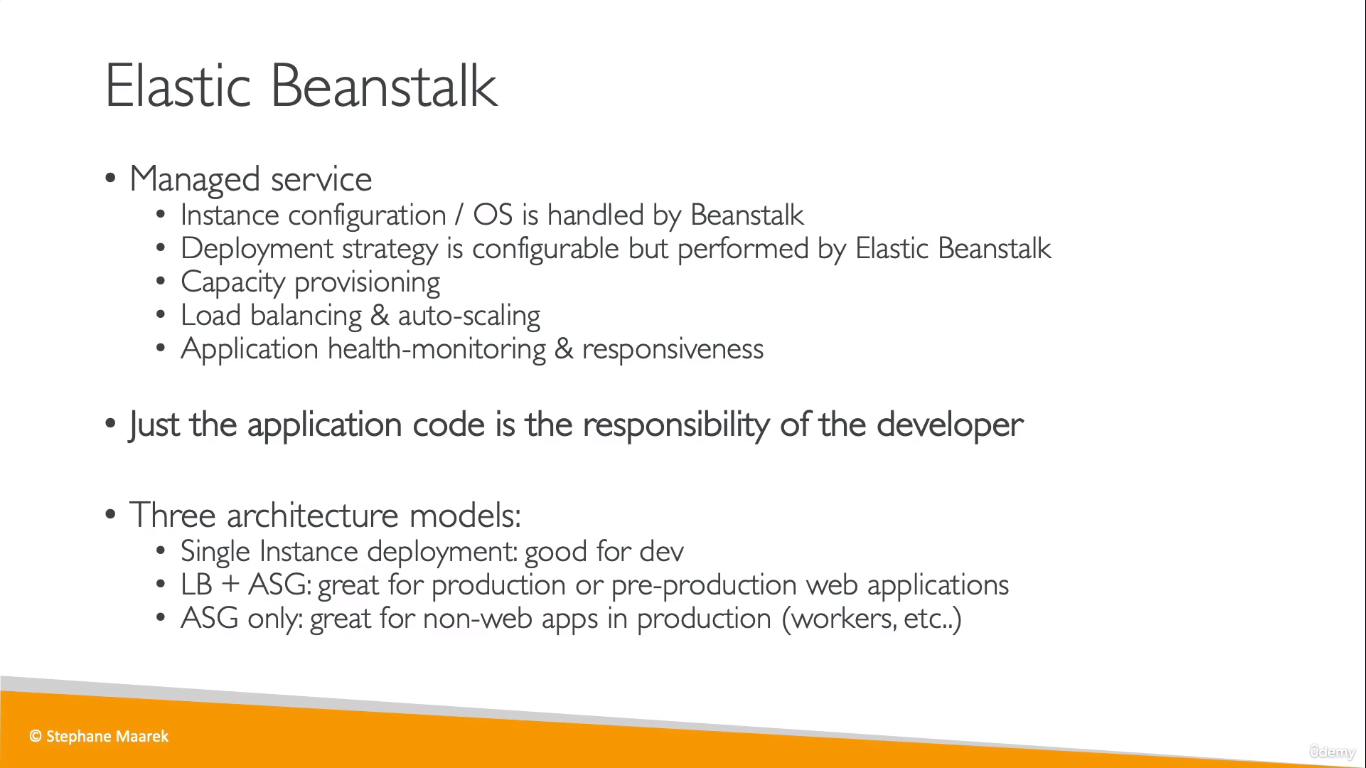 Elastic Beanstalk
• Managed service
• Instance configuration / OS is handled by Beanstalk
• Deployment strategy is configurable but performed by Elastic Beanstalk
• Capacity provisioning
• Load balancing & auto-scaling
• Application health-monitoring & responsiveness
• Just the application code is the responsibility of the developer
• Three architecture models:
• Single Instance deployment: good for dev
• LB + ASG: great for production or pre-production web applications
• ASG only: great for non-web apps in production (workers, etc..)
© Stephane Maarek
ûdemy